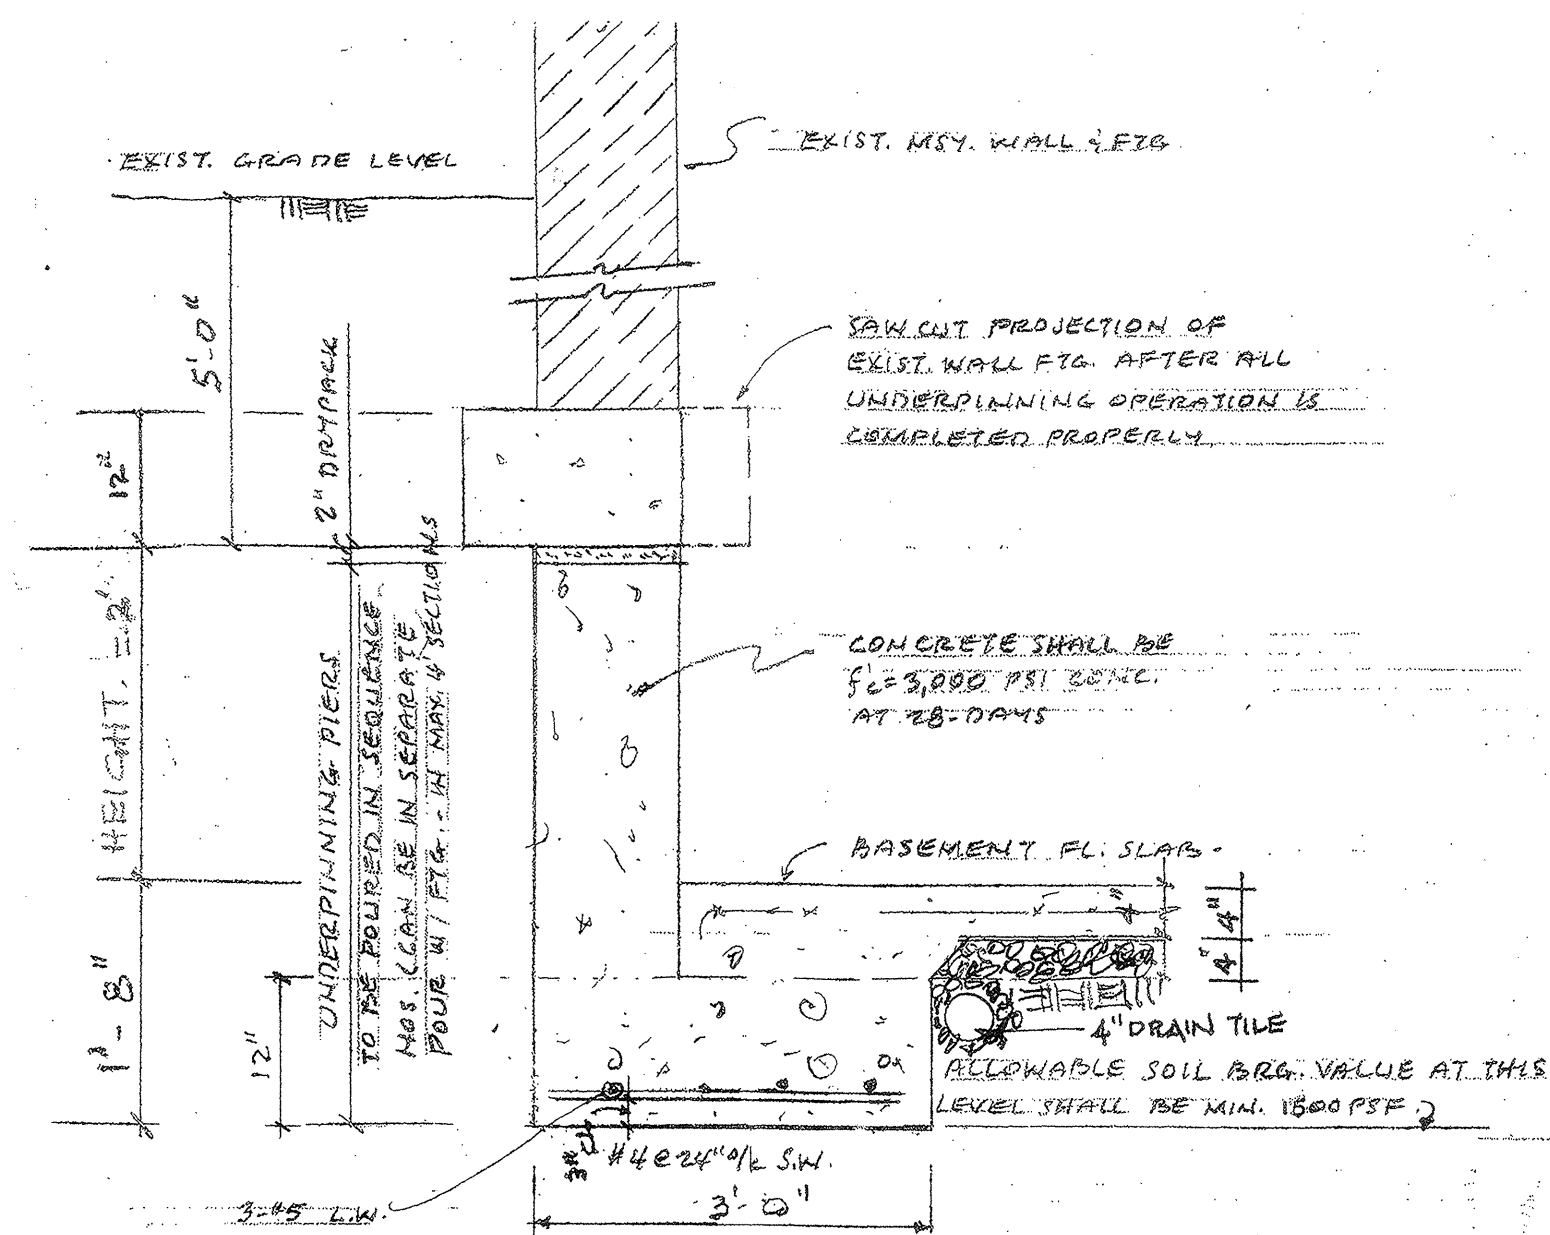 EXIST. GRADE LEVEL
EXIST. MSY. WALL & FTG
5'-0"
SAW CUT PROJECTION OF
EXIST. WALL FTG. AFTER ALL
UNDERPINNING OPERATION IS
COMPLETED PROPERLY
12"
2" DRYPACK
HEIGHT. = 2'
UNDERPINNING PIERS
TO BE POURED IN SEQUENCE
NOS. (CAN BE IN SEPARATE
POUR W/ FTG. - IN MAX. 4' SECTIONS
CONCRETE SHALL BE
f'c=3,000 PSI CONC.
AT 28-DAYS
BASEMENT FL. SLAB.
4"
4"
4"
1'-8"
12"
4" DRAIN TILE
ALLOWABLE SOIL BRG. VALUE AT THIS
LEVEL SHALL BE MIN. 1500 PSF.
3" CL
#4@24" o/c S.W.
3-#5 L.W.
3'-0"